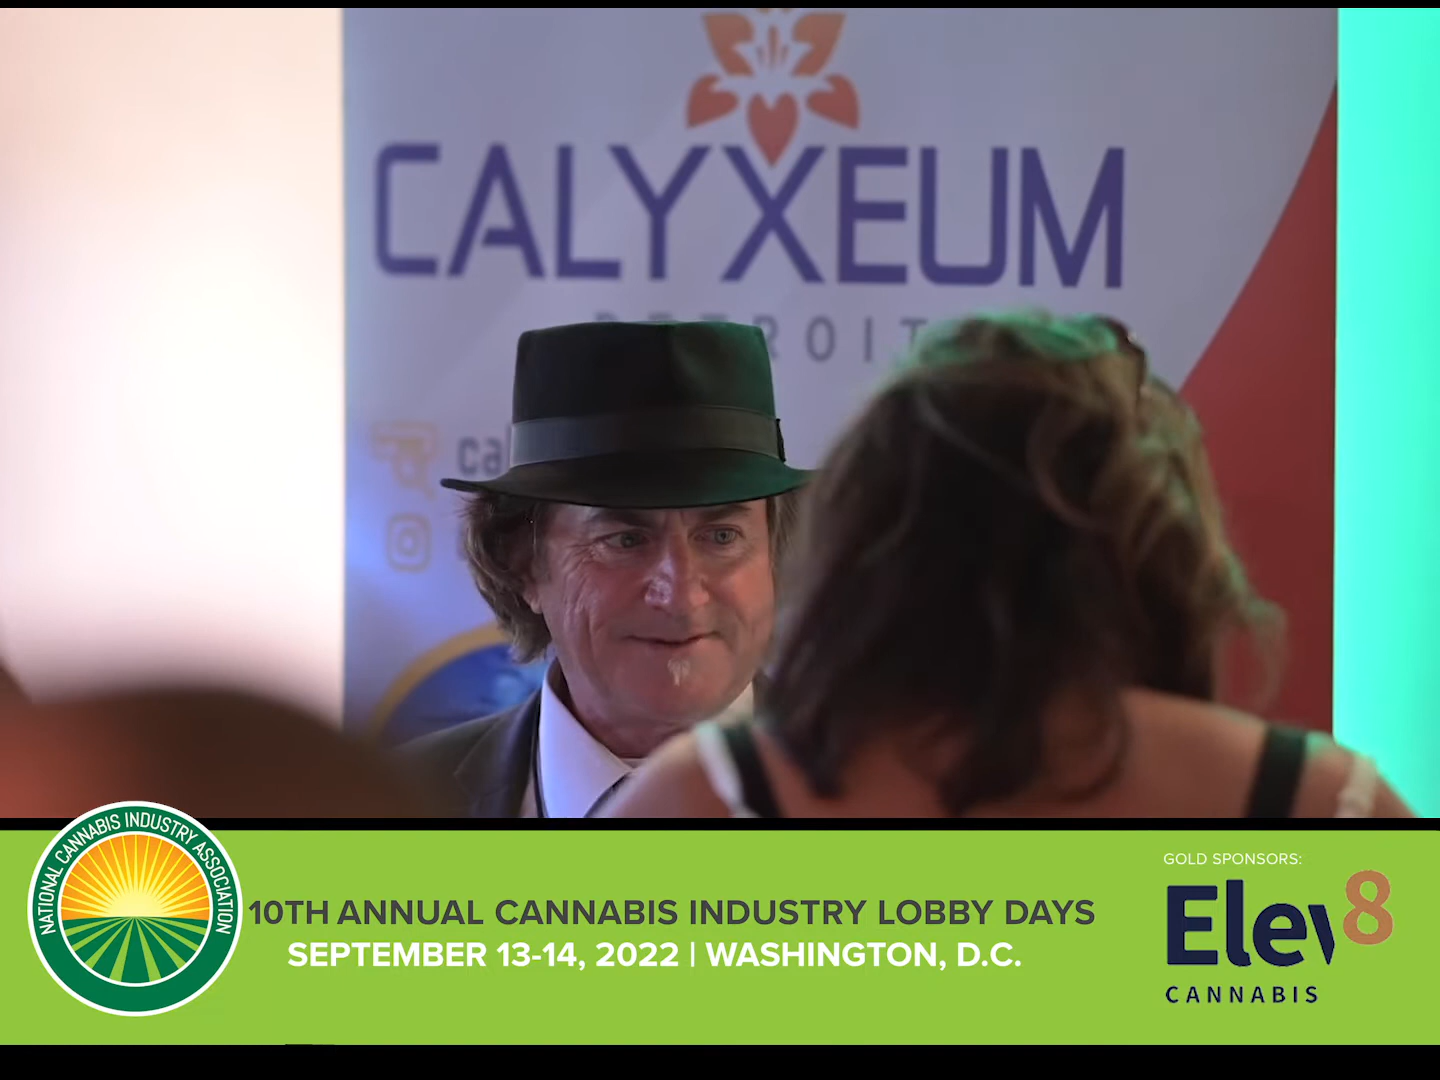 CALYXEUM
DETROIT
NATIONAL CANNABIS INDUSTRY ASSOCIATION
10TH ANNUAL CANNABIS INDUSTRY LOBBY DAYS
SEPTEMBER 13-14, 2022 | WASHINGTON, D.C.
GOLD SPONSORS:
Elev8
CANNABIS